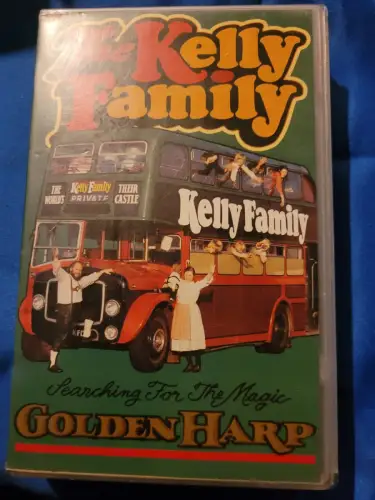 The Kelly
Family
THE WORLD'S
Kelly Family
PRIVATE
THEIR CASTLE
Kelly Family
Searching For The Magic
GOLDEN HARP